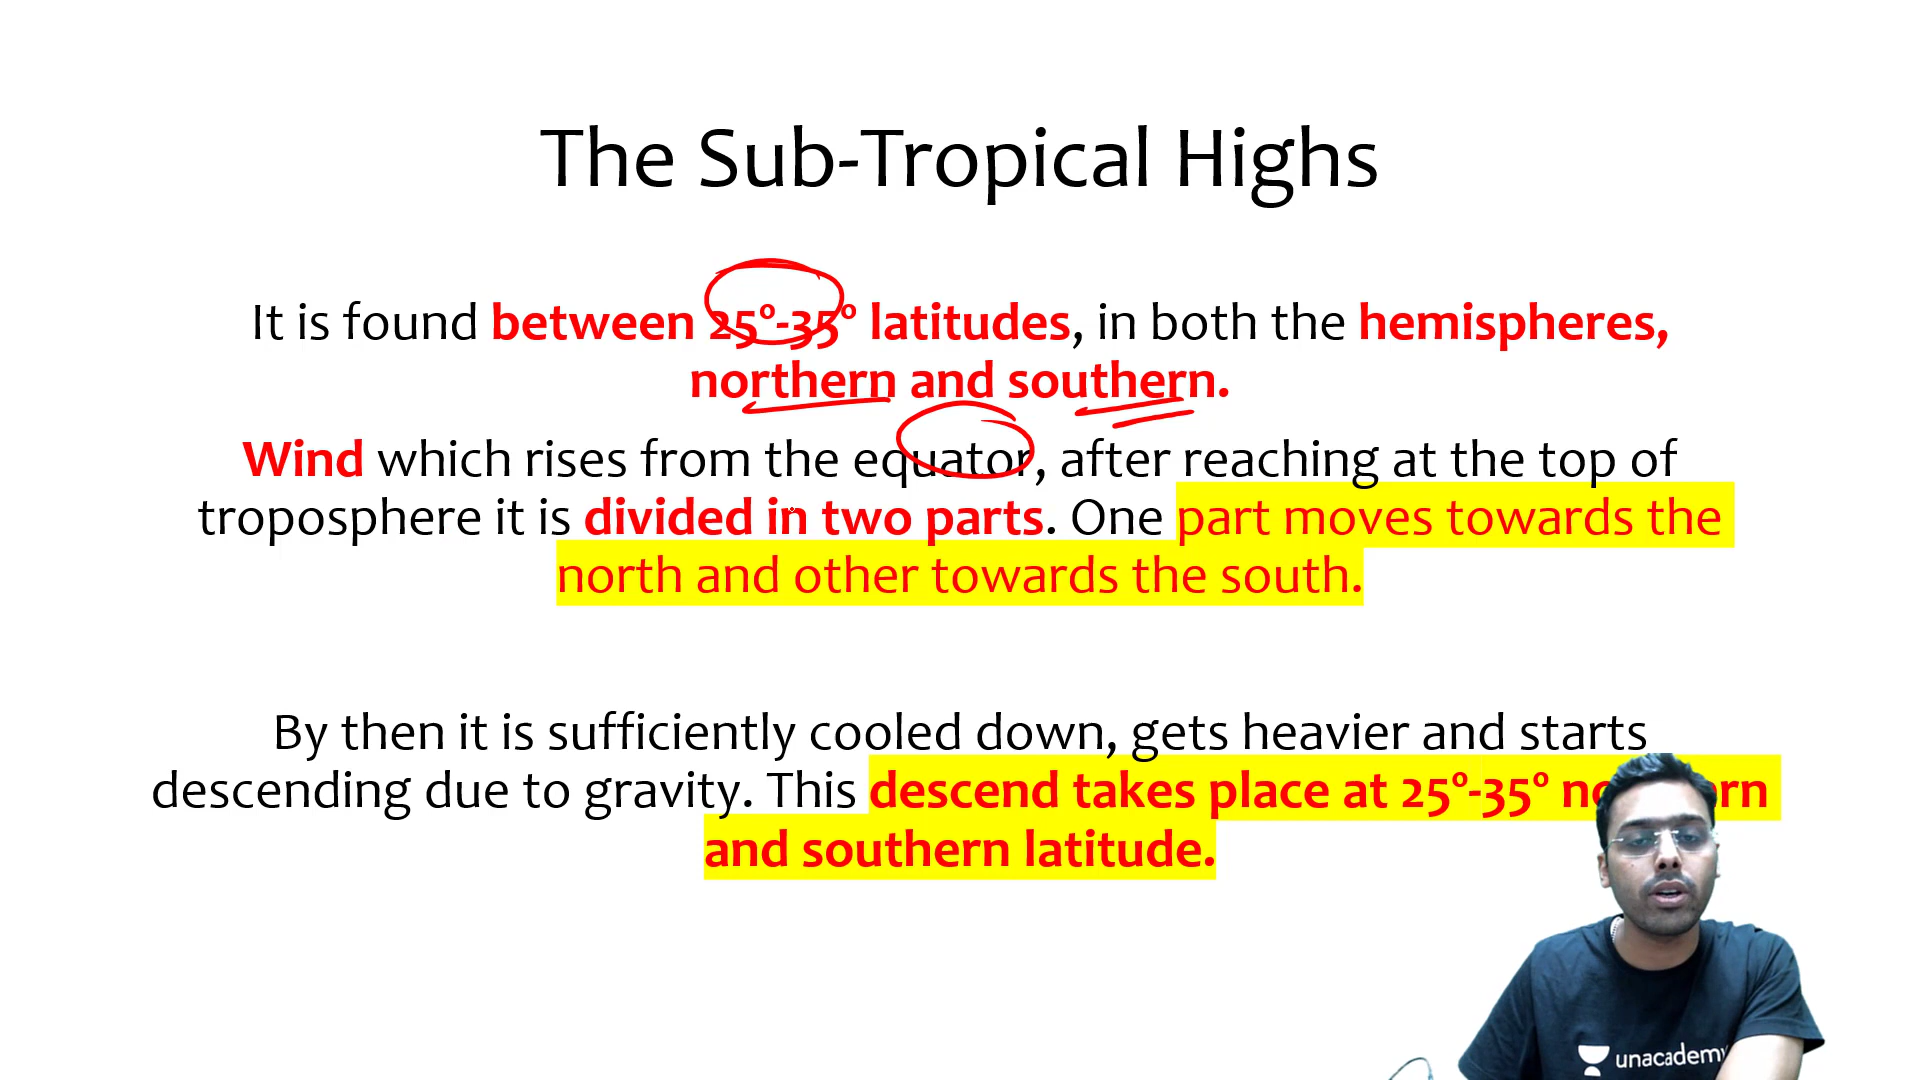 The Sub-Tropical Highs
It is found between 25°-35° latitudes, in both the hemispheres,
northern and southern.
Wind which rises from the equator, after reaching at the top of
troposphere it is divided in two parts. One part moves towards the
north and other towards the south.
By then it is sufficiently cooled down, gets heavier and starts
descending due to gravity. This descend takes place at 25°-35°
and southern latitude.
unacademy